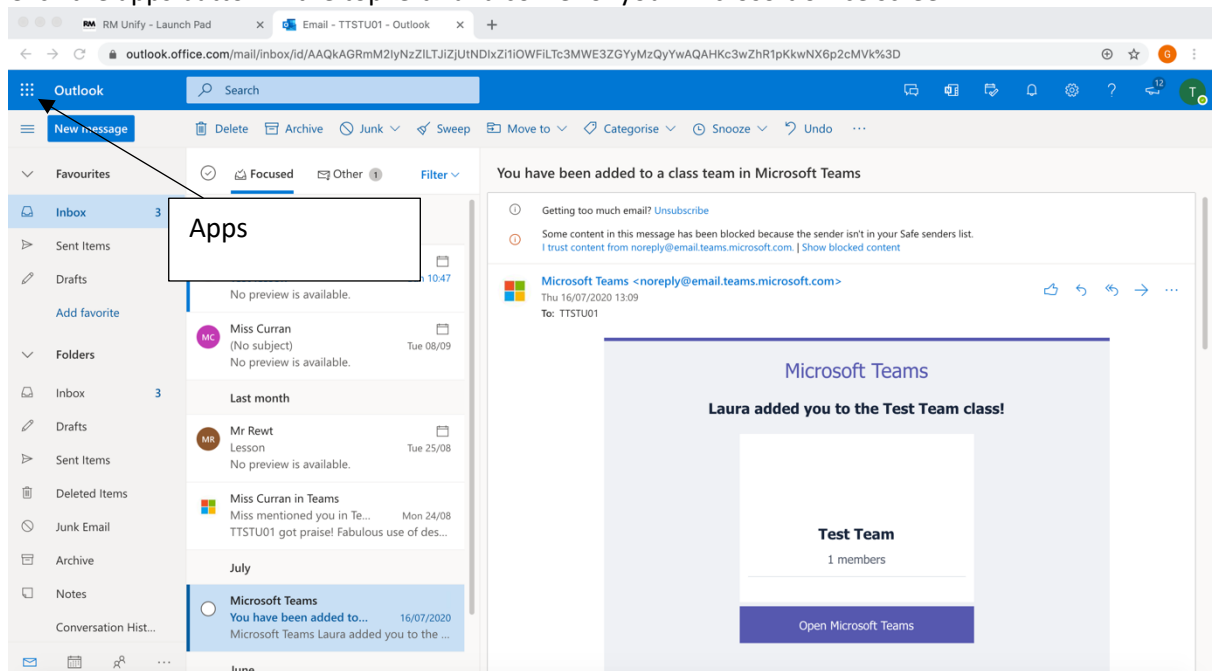 RM RM Unify - Launch Pad
Email - TTSTU01 - Outlook
outlook.office.com/mail/inbox/id/AAQkAGRmM2IyNzZlLTJiZjUtNDIxZi1iOWFiLTc3MWE3ZGYyMzQyYwAQAHKc3wZhR1pKkwNX6p2cMVk%3D
G
Outlook
Search
12
T
New message
Delete Archive Junk Sweep Move to Categorise Snooze Undo
Favourites
Inbox 3
Sent Items
Drafts
Add favorite
Folders
Inbox 3
Drafts
Sent Items
Deleted Items
Junk Email
Archive
Notes
Conversation Hist...
Focused Other 1 Filter
Apps
10:47
No preview is available.
MC
Miss Curran
(No subject) Tue 08/09
No preview is available.
Last month
MR
Mr Rewt
Lesson Tue 25/08
No preview is available.
Miss Curran in Teams
Miss mentioned you in Te... Mon 24/08
TTSTU01 got praise! Fabulous use of des...
July
Microsoft Teams
You have been added to... 16/07/2020
Microsoft Teams Laura added you to the ...
You have been added to a class team in Microsoft Teams
Getting too much email? Unsubscribe
Some content in this message has been blocked because the sender isn't in your Safe senders list.
I trust content from noreply@email.teams.microsoft.com. | Show blocked content
Microsoft Teams <noreply@email.teams.microsoft.com>
Thu 16/07/2020 13:09
To: TTSTU01
Microsoft Teams
Laura added you to the Test Team class!
Test Team
1 members
Open Microsoft Teams